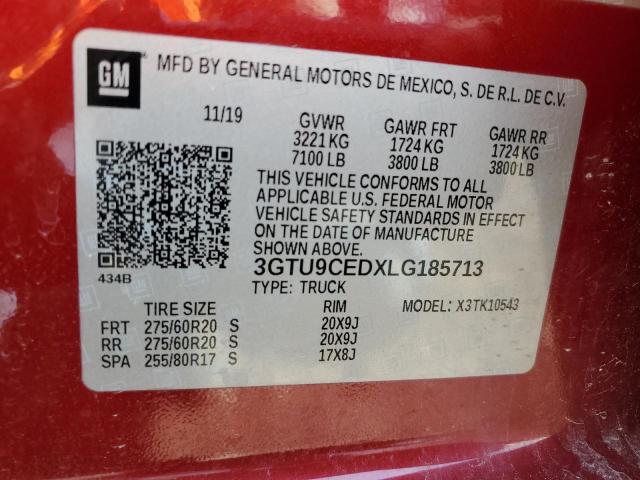 GM
MFD BY GENERAL MOTORS DE MEXICO, S. DE R.L. DE C.V.
11/19 GVWR GAWR FRT GAWR RR
3221 KG 1724 KG 1724 KG
7100 LB 3800 LB 3800 LB
THIS VEHICLE CONFORMS TO ALL
APPLICABLE U.S. FEDERAL MOTOR
VEHICLE SAFETY STANDARDS IN EFFECT
ON THE DATE OF MANUFACTURE
SHOWN ABOVE.
434B 3GTU9CEDXLG185713
TYPE: TRUCK
TIRE SIZE RIM MODEL: X3TK10543
FRT 275/60R20 S 20X9J
RR 275/60R20 S 20X9J
SPA 255/80R17 S 17X8J